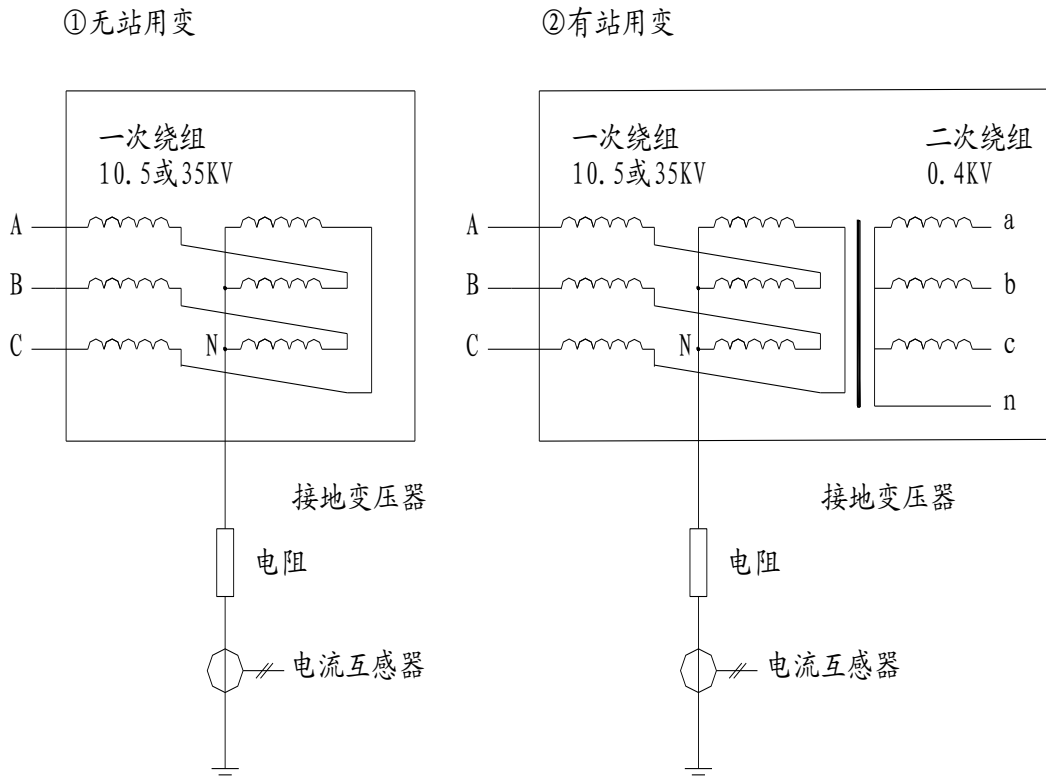 ①无站用变
一次绕组
10.5或35KV
A
B
C
N
接地变压器
电阻
电流互感器
②有站用变
一次绕组
10.5或35KV
二次绕组
0.4KV
A
B
C
N
a
b
c
n
接地变压器
电阻
电流互感器